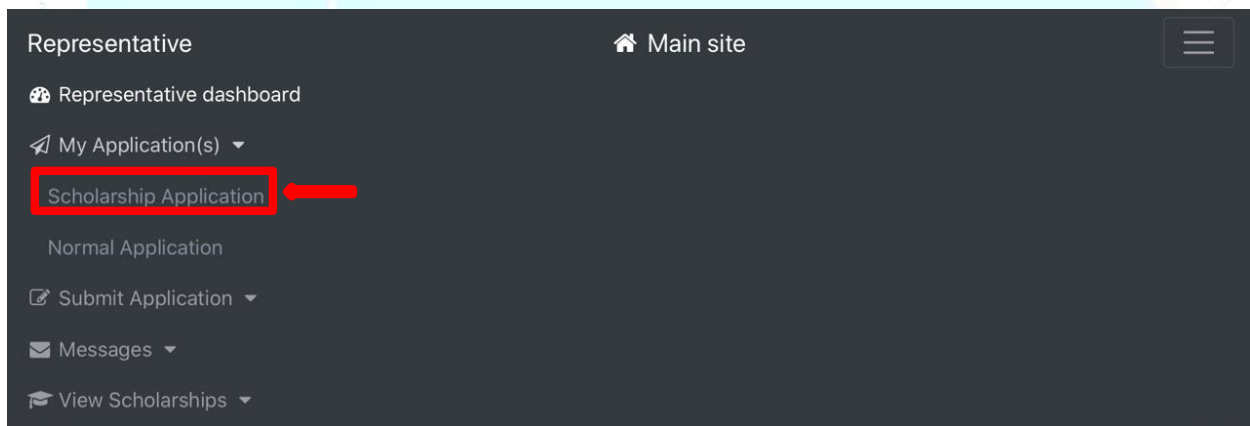 Representative
Main site
Representative dashboard
My Application(s)
Scholarship Application
Normal Application
Submit Application
Messages
View Scholarships